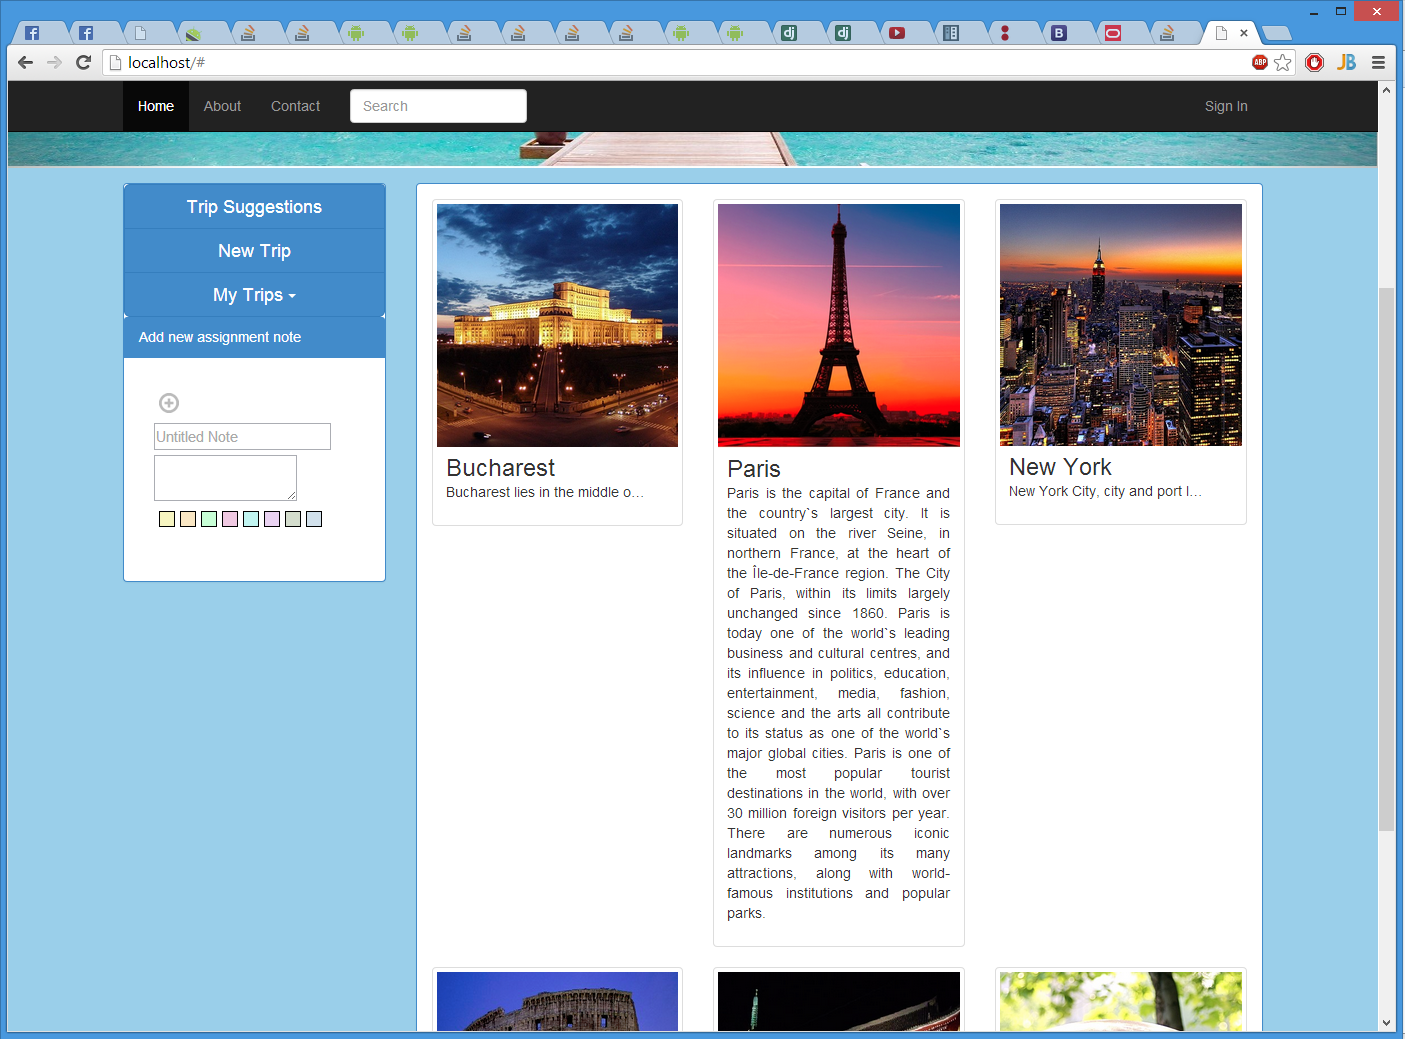 localhost/#
ABP
JB
Home About Contact Search Sign In
Trip Suggestions
New Trip
My Trips
Add new assignment note
Untitled Note
Bucharest
Bucharest lies in the middle o...
Paris
Paris is the capital of France and
the country`s largest city. It is
situated on the river Seine, in
northern France, at the heart of
the Île-de-France region. The City
of Paris, within its limits largely
unchanged since 1860. Paris is
today one of the world`s leading
business and cultural centres, and
its influence in politics, education,
entertainment, media, fashion,
science and the arts all contribute
to its status as one of the world`s
major global cities. Paris is one of
the most popular tourist
destinations in the world, with over
30 million foreign visitors per year.
There are numerous iconic
landmarks among its many
attractions, along with world-
famous institutions and popular
parks.
New York
New York City, city and port l...